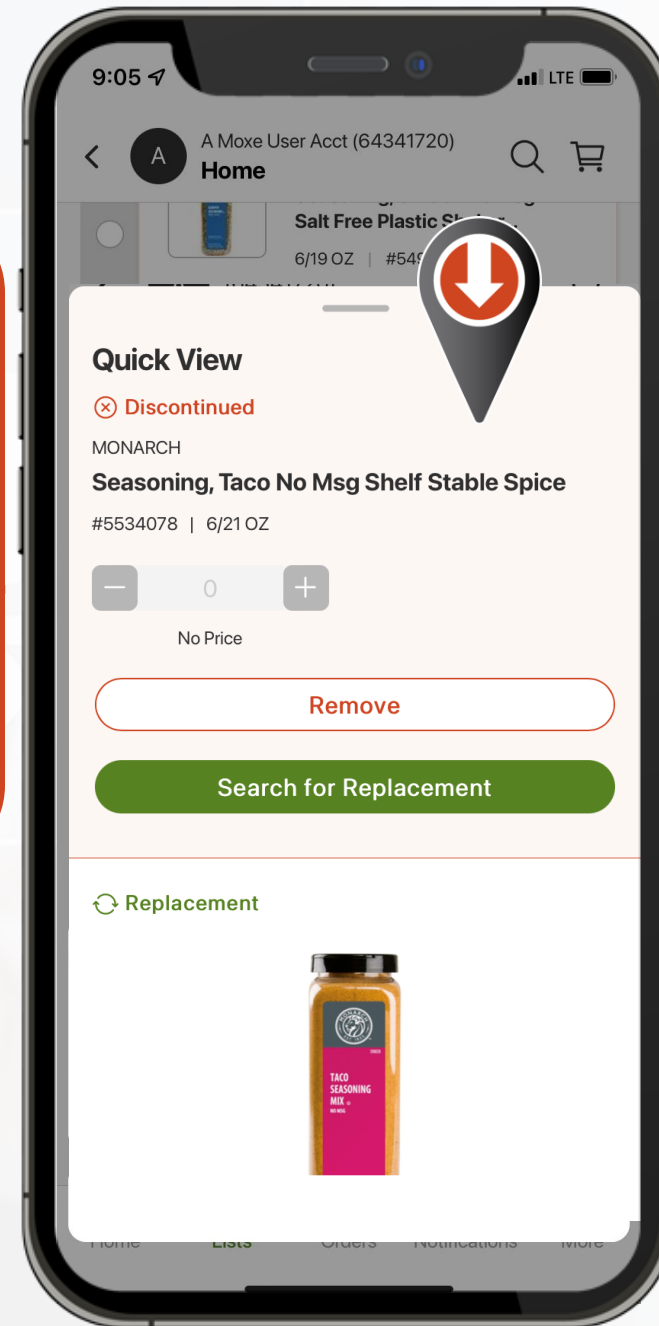 9:05
LTE
A
A Moxe User Acct (64341720)
Home
Salt Free Plastic
6/19 OZ |
Quick View
Discontinued
MONARCH
Seasoning, Taco No Msg Shelf Stable Spice
#5534078 | 6/21 OZ
0
No Price
Remove
Search for Replacement
Replacement
MONARCH
TACO
SEASONING
MIX
NO MSG
Home Lists Orders Notifications More